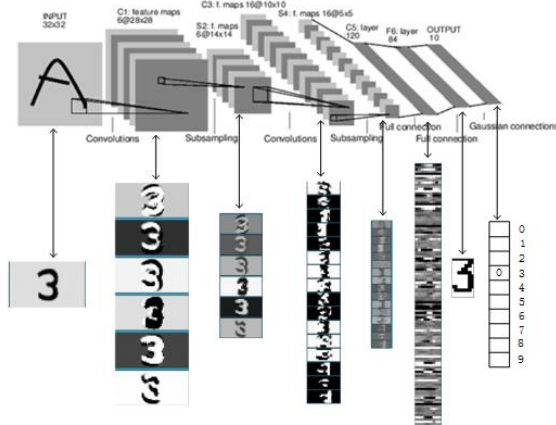 INPUT
32x32
C1: feature maps
6@28x28
C3: f. maps 16@10x10
S2: f. maps
6@14x14
S4: f. maps 16@5x5
C5: layer
120
F6: layer
84
OUTPUT
10
A
Convolutions
Subsampling
Convolutions
Subsampling
Full connection
Full connection
Gaussian connections
3
0
1
2
0 3
4
5
6
7
8
9